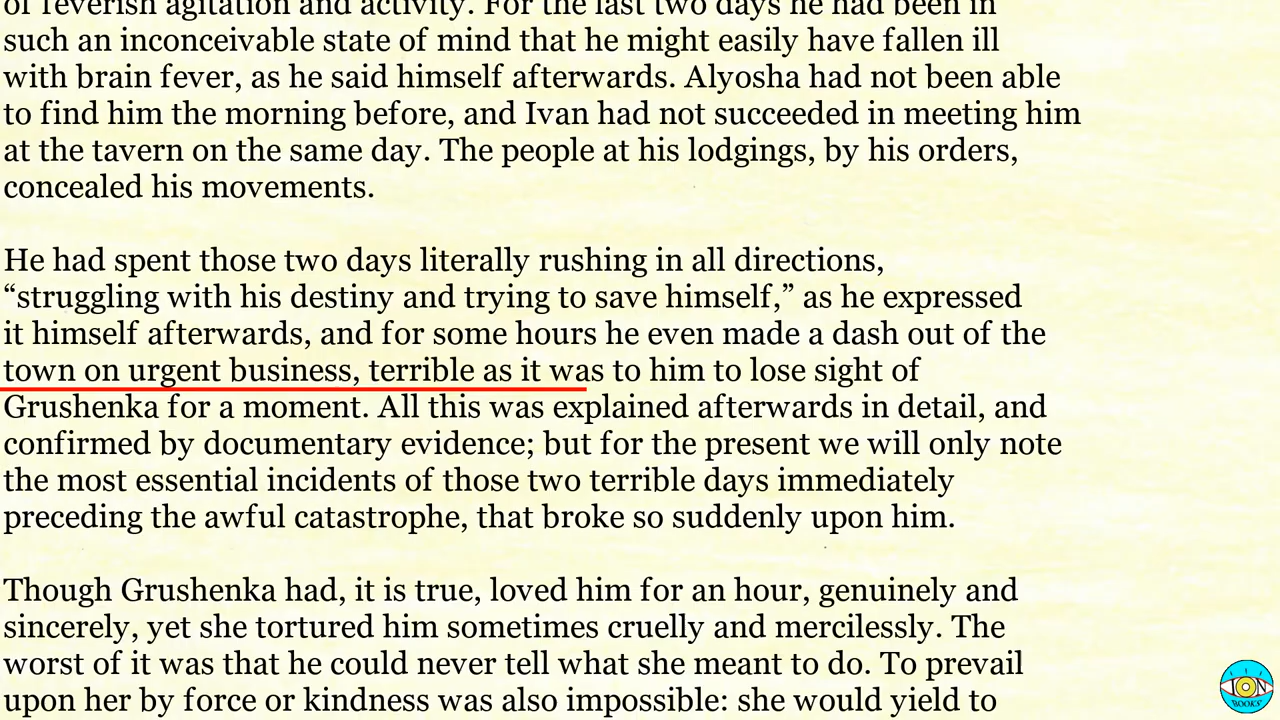 of feverish agitation and activity. For the last two days he had been in
such an inconceivable state of mind that he might easily have fallen ill
with brain fever, as he said himself afterwards. Alyosha had not been able
to find him the morning before, and Ivan had not succeeded in meeting him
at the tavern on the same day. The people at his lodgings, by his orders,
concealed his movements.
He had spent those two days literally rushing in all directions,
“struggling with his destiny and trying to save himself,” as he expressed
it himself afterwards, and for some hours he even made a dash out of the
town on urgent business, terrible as it was to him to lose sight of
Grushenka for a moment. All this was explained afterwards in detail, and
confirmed by documentary evidence; but for the present we will only note
the most essential incidents of those two terrible days immediately
preceding the awful catastrophe, that broke so suddenly upon him.
Though Grushenka had, it is true, loved him for an hour, genuinely and
sincerely, yet she tortured him sometimes cruelly and mercilessly. The
worst of it was that he could never tell what she meant to do. To prevail
upon her by force or kindness was also impossible: she would yield to
ION
BOOKS